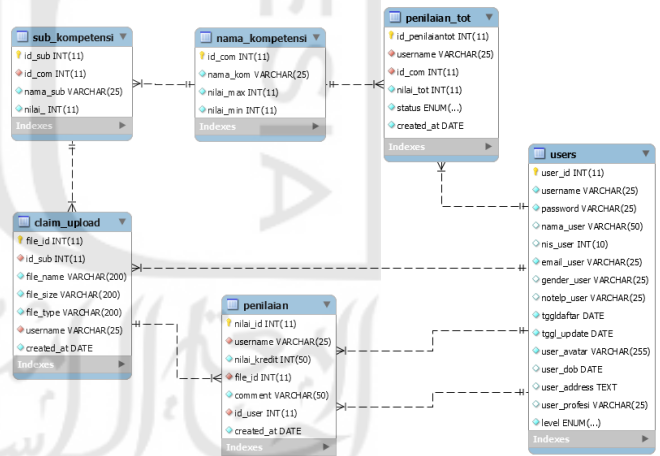 sub_kompetensi
id_sub INT(11)
id_com INT(11)
nama_sub VARCHAR(25)
nilai_ INT(11)
Indexes
nama_kompetensi
id_com INT(11)
nama_kom VARCHAR(25)
nilai_max INT(11)
nilai_min INT(11)
Indexes
penilaian_tot
id_penilaiantot INT(11)
username VARCHAR(25)
id_com INT(11)
nilai_tot INT(11)
status ENUM(...)
created_at DATE
Indexes
users
user_id INT(11)
username VARCHAR(25)
password VARCHAR(25)
nama_user VARCHAR(50)
nis_user INT(10)
email_user VARCHAR(25)
gender_user VARCHAR(25)
notelp_user VARCHAR(25)
tggldaftar DATE
tggl_update DATE
user_avatar VARCHAR(255)
user_dob DATE
user_address TEXT
user_profesi VARCHAR(25)
level ENUM(...)
Indexes
claim_upload
file_id INT(11)
id_sub INT(11)
file_name VARCHAR(200)
file_size VARCHAR(200)
file_type VARCHAR(200)
username VARCHAR(25)
created_at DATE
Indexes
penilaian
nilai_id INT(11)
username VARCHAR(25)
nilai_kredit INT(50)
file_id INT(11)
comment VARCHAR(50)
id_user INT(11)
created_at DATE
Indexes